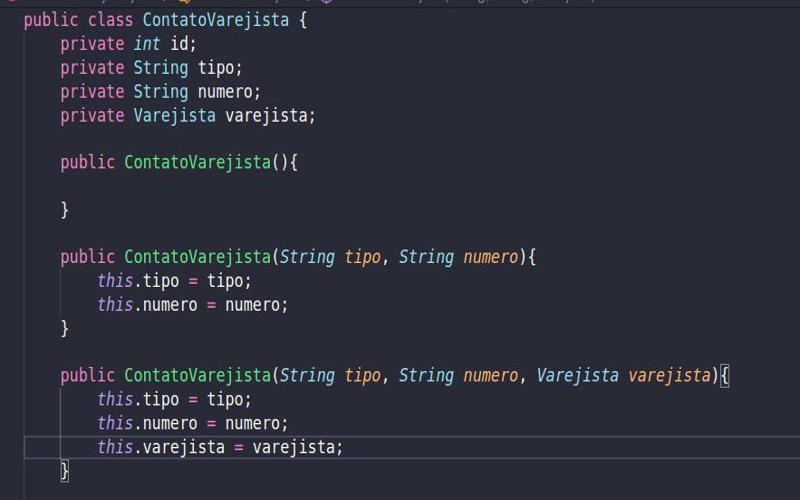 public class ContatoVarejista {
    private int id;
    private String tipo;
    private String numero;
    private Varejista varejista;
    public ContatoVarejista(){
    }
    public ContatoVarejista(String tipo, String numero){
        this.tipo = tipo;
        this.numero = numero;
    }
    public ContatoVarejista(String tipo, String numero, Varejista varejista){
        this.tipo = tipo;
        this.numero = numero;
        this.varejista = varejista;
    }